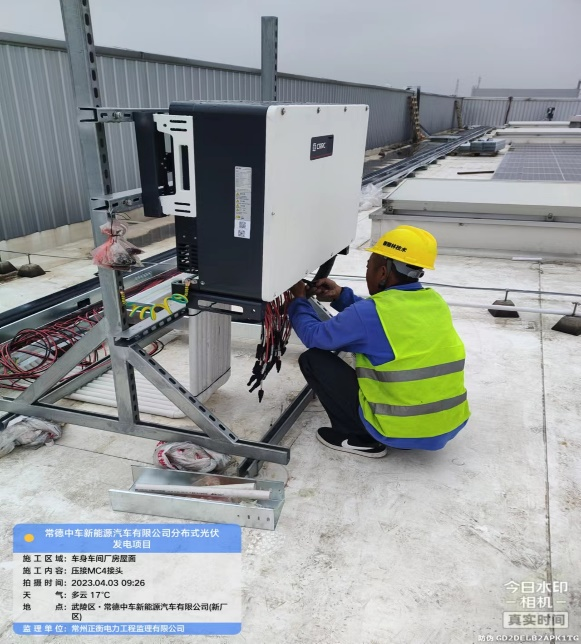 CRRC
常德中车新能源汽车有限公司分布式光伏
发电项目
施工区域：车身车间厂房屋面
施工内容：压接MC4接头
拍摄时间：2023.04.03 09:26
天气：多云 17℃
地点：武陵区·常德中车新能源汽车有限公司(新厂
区)
监理单位：常州正衡电力工程监理有限公司
今日水印
相机
真实时间
防伪 GD2DELBZAPK1TG